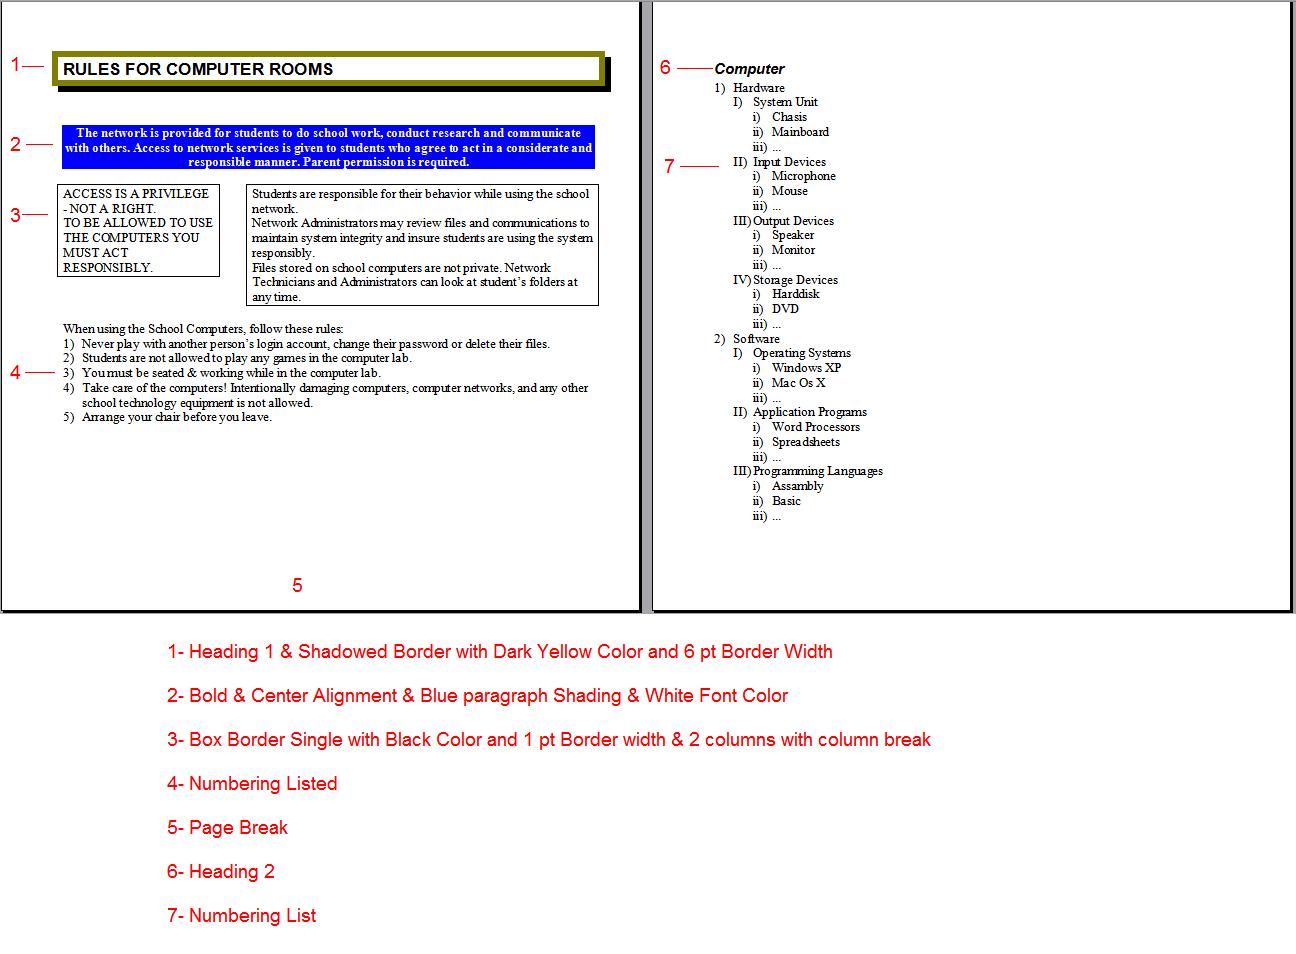 1
RULES FOR COMPUTER ROOMS
2
The network is provided for students to do school work, conduct research and communicate
with others. Access to network services is given to students who agree to act in a considerate and
responsible manner. Parent permission is required.
3
ACCESS IS A PRIVILEGE
- NOT A RIGHT.
TO BE ALLOWED TO USE
THE COMPUTERS YOU
MUST ACT
RESPONSIBLY.
Students are responsible for their behavior while using the school
network.
Network Administrators may review files and communications to
maintain system integrity and insure students are using the system
responsibly.
Files stored on school computers are not private. Network
Technicians and Administrators can look at student's folders at
any time.
When using the School Computers, follow these rules:
1) Never play with another person's login account, change their password or delete their files.
2) Students are not allowed to play any games in the computer lab.
4
3) You must be seated & working while in the computer lab.
4) Take care of the computers! Intentionally damaging computers, computer networks, and any other
school technology equipment is not allowed.
5) Arrange your chair before you leave.
5
6
Computer
1) Hardware
I) System Unit
i) Chasis
ii) Mainboard
iii) ...
7
II) Input Devices
i) Microphone
ii) Mouse
iii) ...
III) Output Devices
i) Speaker
ii) Monitor
iii) ...
IV) Storage Devices
i) Harddisk
ii) DVD
iii) ...
2) Software
I) Operating Systems
i) Windows XP
ii) Mac Os X
iii) ...
II) Application Programs
i) Word Processors
ii) Spreadsheets
iii) ...
III) Programming Languages
i) Assambly
ii) Basic
iii) ...
1- Heading 1 & Shadowed Border with Dark Yellow Color and 6 pt Border Width
2- Bold & Center Alignment & Blue paragraph Shading & White Font Color
3- Box Border Single with Black Color and 1 pt Border width & 2 columns with column break
4- Numbering Listed
5- Page Break
6- Heading 2
7- Numbering List